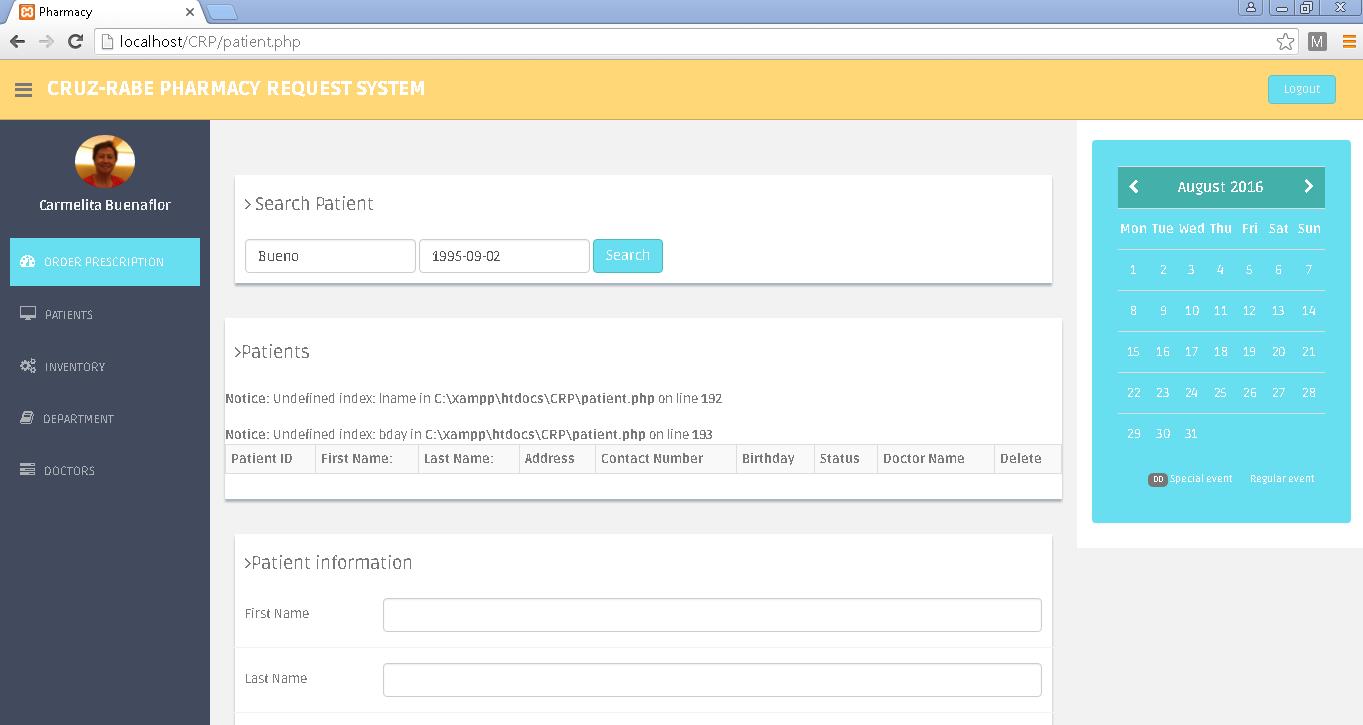 Pharmacy
localhost/CRP/patient.php
M
CRUZ-RABE PHARMACY REQUEST SYSTEM
Logout
Carmelita Buenaflor
ORDER PRESCRIPTION
PATIENTS
INVENTORY
DEPARTMENT
DOCTORS
> Search Patient
Bueno 1995-09-02 Search
>Patients
Notice: Undefined index: lname in C:\xampp\htdocs\CRP\patient.php on line 192
Notice: Undefined index: bday in C:\xampp\htdocs\CRP\patient.php on line 193
Patient ID First Name: Last Name: Address Contact Number Birthday Status Doctor Name Delete
>Patient information
First Name
Last Name
August 2016
Mon Tue Wed Thu Fri Sat Sun
1 2 3 4 5 6 7
8 9 10 11 12 13 14
15 16 17 18 19 20 21
22 23 24 25 26 27 28
29 30 31
DD Special event Regular event